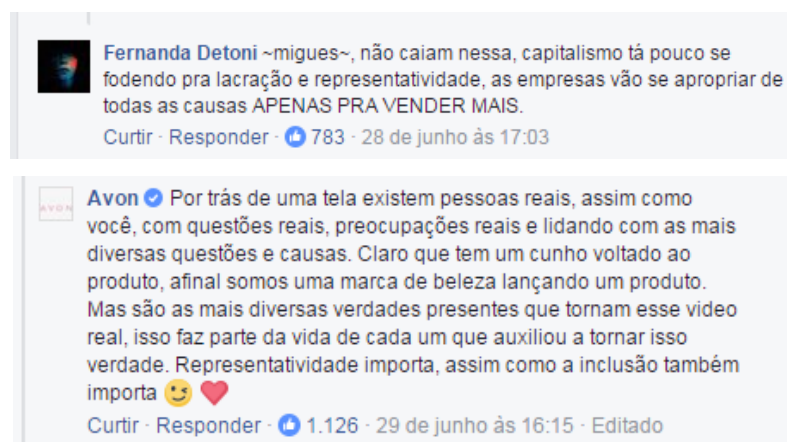 Fernanda Detoni ~migues~, não caiam nessa, capitalismo tá pouco se
fodendo pra lacração e representatividade, as empresas vão se apropriar de
todas as causas APENAS PRA VENDER MAIS.
Curtir · Responder · 783 · 28 de junho às 17:03
AVON
Avon Por trás de uma tela existem pessoas reais, assim como
você, com questões reais, preocupações reais e lidando com as mais
diversas questões e causas. Claro que tem um cunho voltado ao
produto, afinal somos uma marca de beleza lançando um produto.
Mas são as mais diversas verdades presentes que tornam esse video
real, isso faz parte da vida de cada um que auxiliou a tornar isso
verdade. Representatividade importa, assim como a inclusão também
importa 😉 ❤️
Curtir · Responder · 1.126 · 29 de junho às 16:15 · Editado